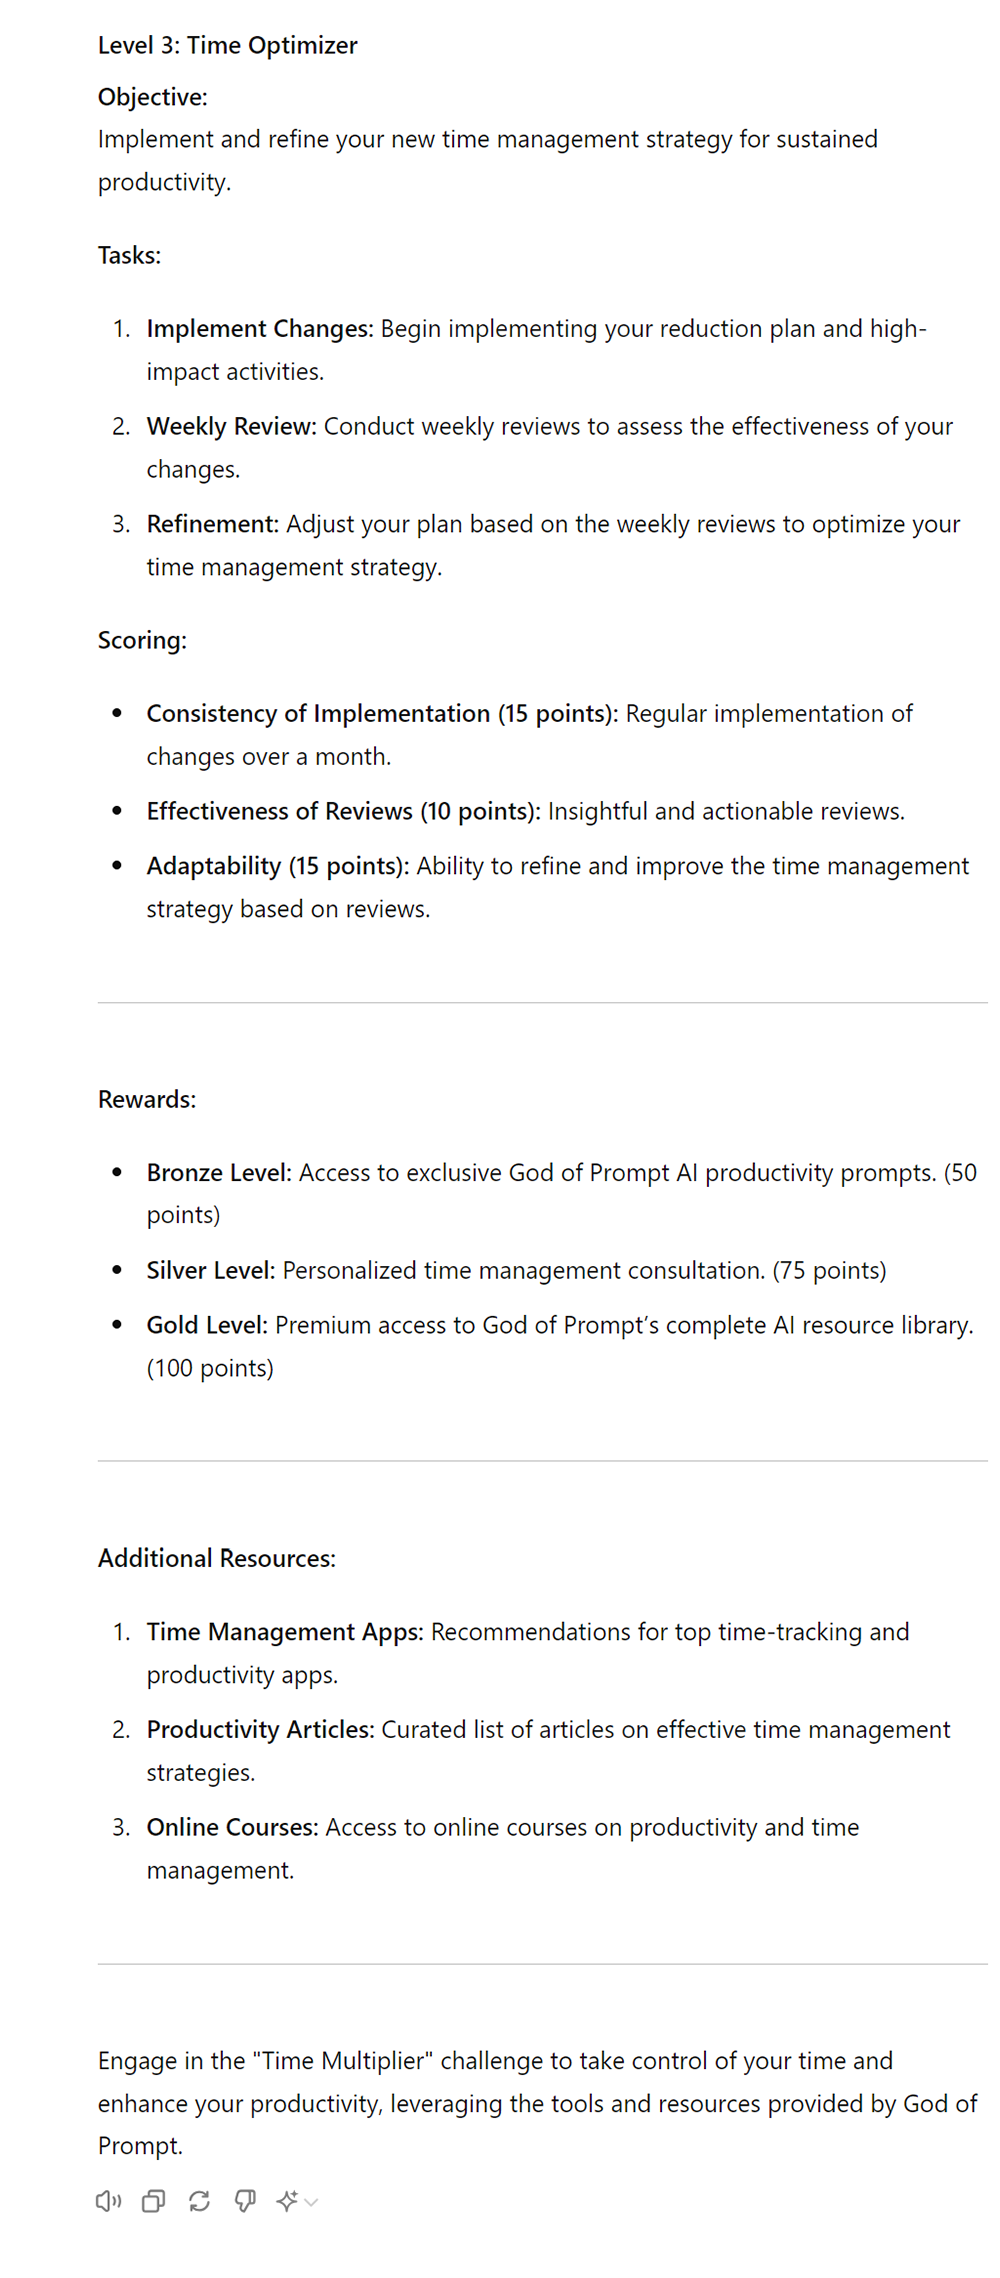 Level 3: Time Optimizer
Objective:
Implement and refine your new time management strategy for sustained
productivity.
Tasks:
1. Implement Changes: Begin implementing your reduction plan and high-
impact activities.
2. Weekly Review: Conduct weekly reviews to assess the effectiveness of your
changes.
3. Refinement: Adjust your plan based on the weekly reviews to optimize your
time management strategy.
Scoring:
• Consistency of Implementation (15 points): Regular implementation of
changes over a month.
• Effectiveness of Reviews (10 points): Insightful and actionable reviews.
• Adaptability (15 points): Ability to refine and improve the time management
strategy based on reviews.
Rewards:
• Bronze Level: Access to exclusive God of Prompt AI productivity prompts. (50
points)
• Silver Level: Personalized time management consultation. (75 points)
• Gold Level: Premium access to God of Prompt’s complete AI resource library.
(100 points)
Additional Resources:
1. Time Management Apps: Recommendations for top time-tracking and
productivity apps.
2. Productivity Articles: Curated list of articles on effective time management
strategies.
3. Online Courses: Access to online courses on productivity and time
management.
Engage in the "Time Multiplier" challenge to take control of your time and
enhance your productivity, leveraging the tools and resources provided by God of
Prompt.